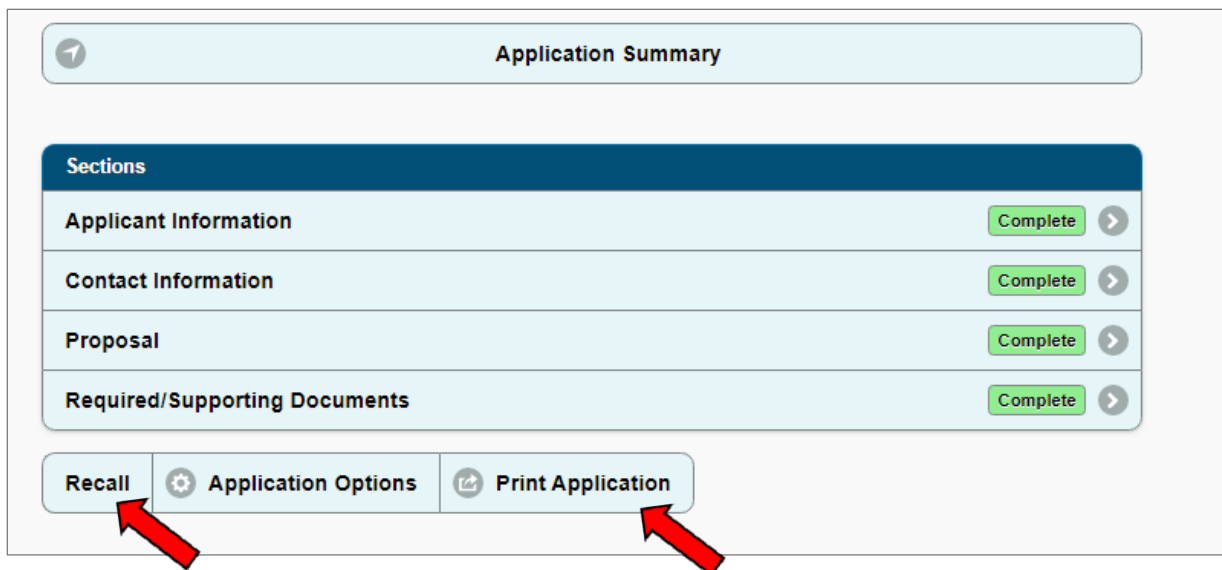 Application Summary
Sections
Applicant Information Complete
Contact Information Complete
Proposal Complete
Required/Supporting Documents Complete
Recall Application Options Print Application